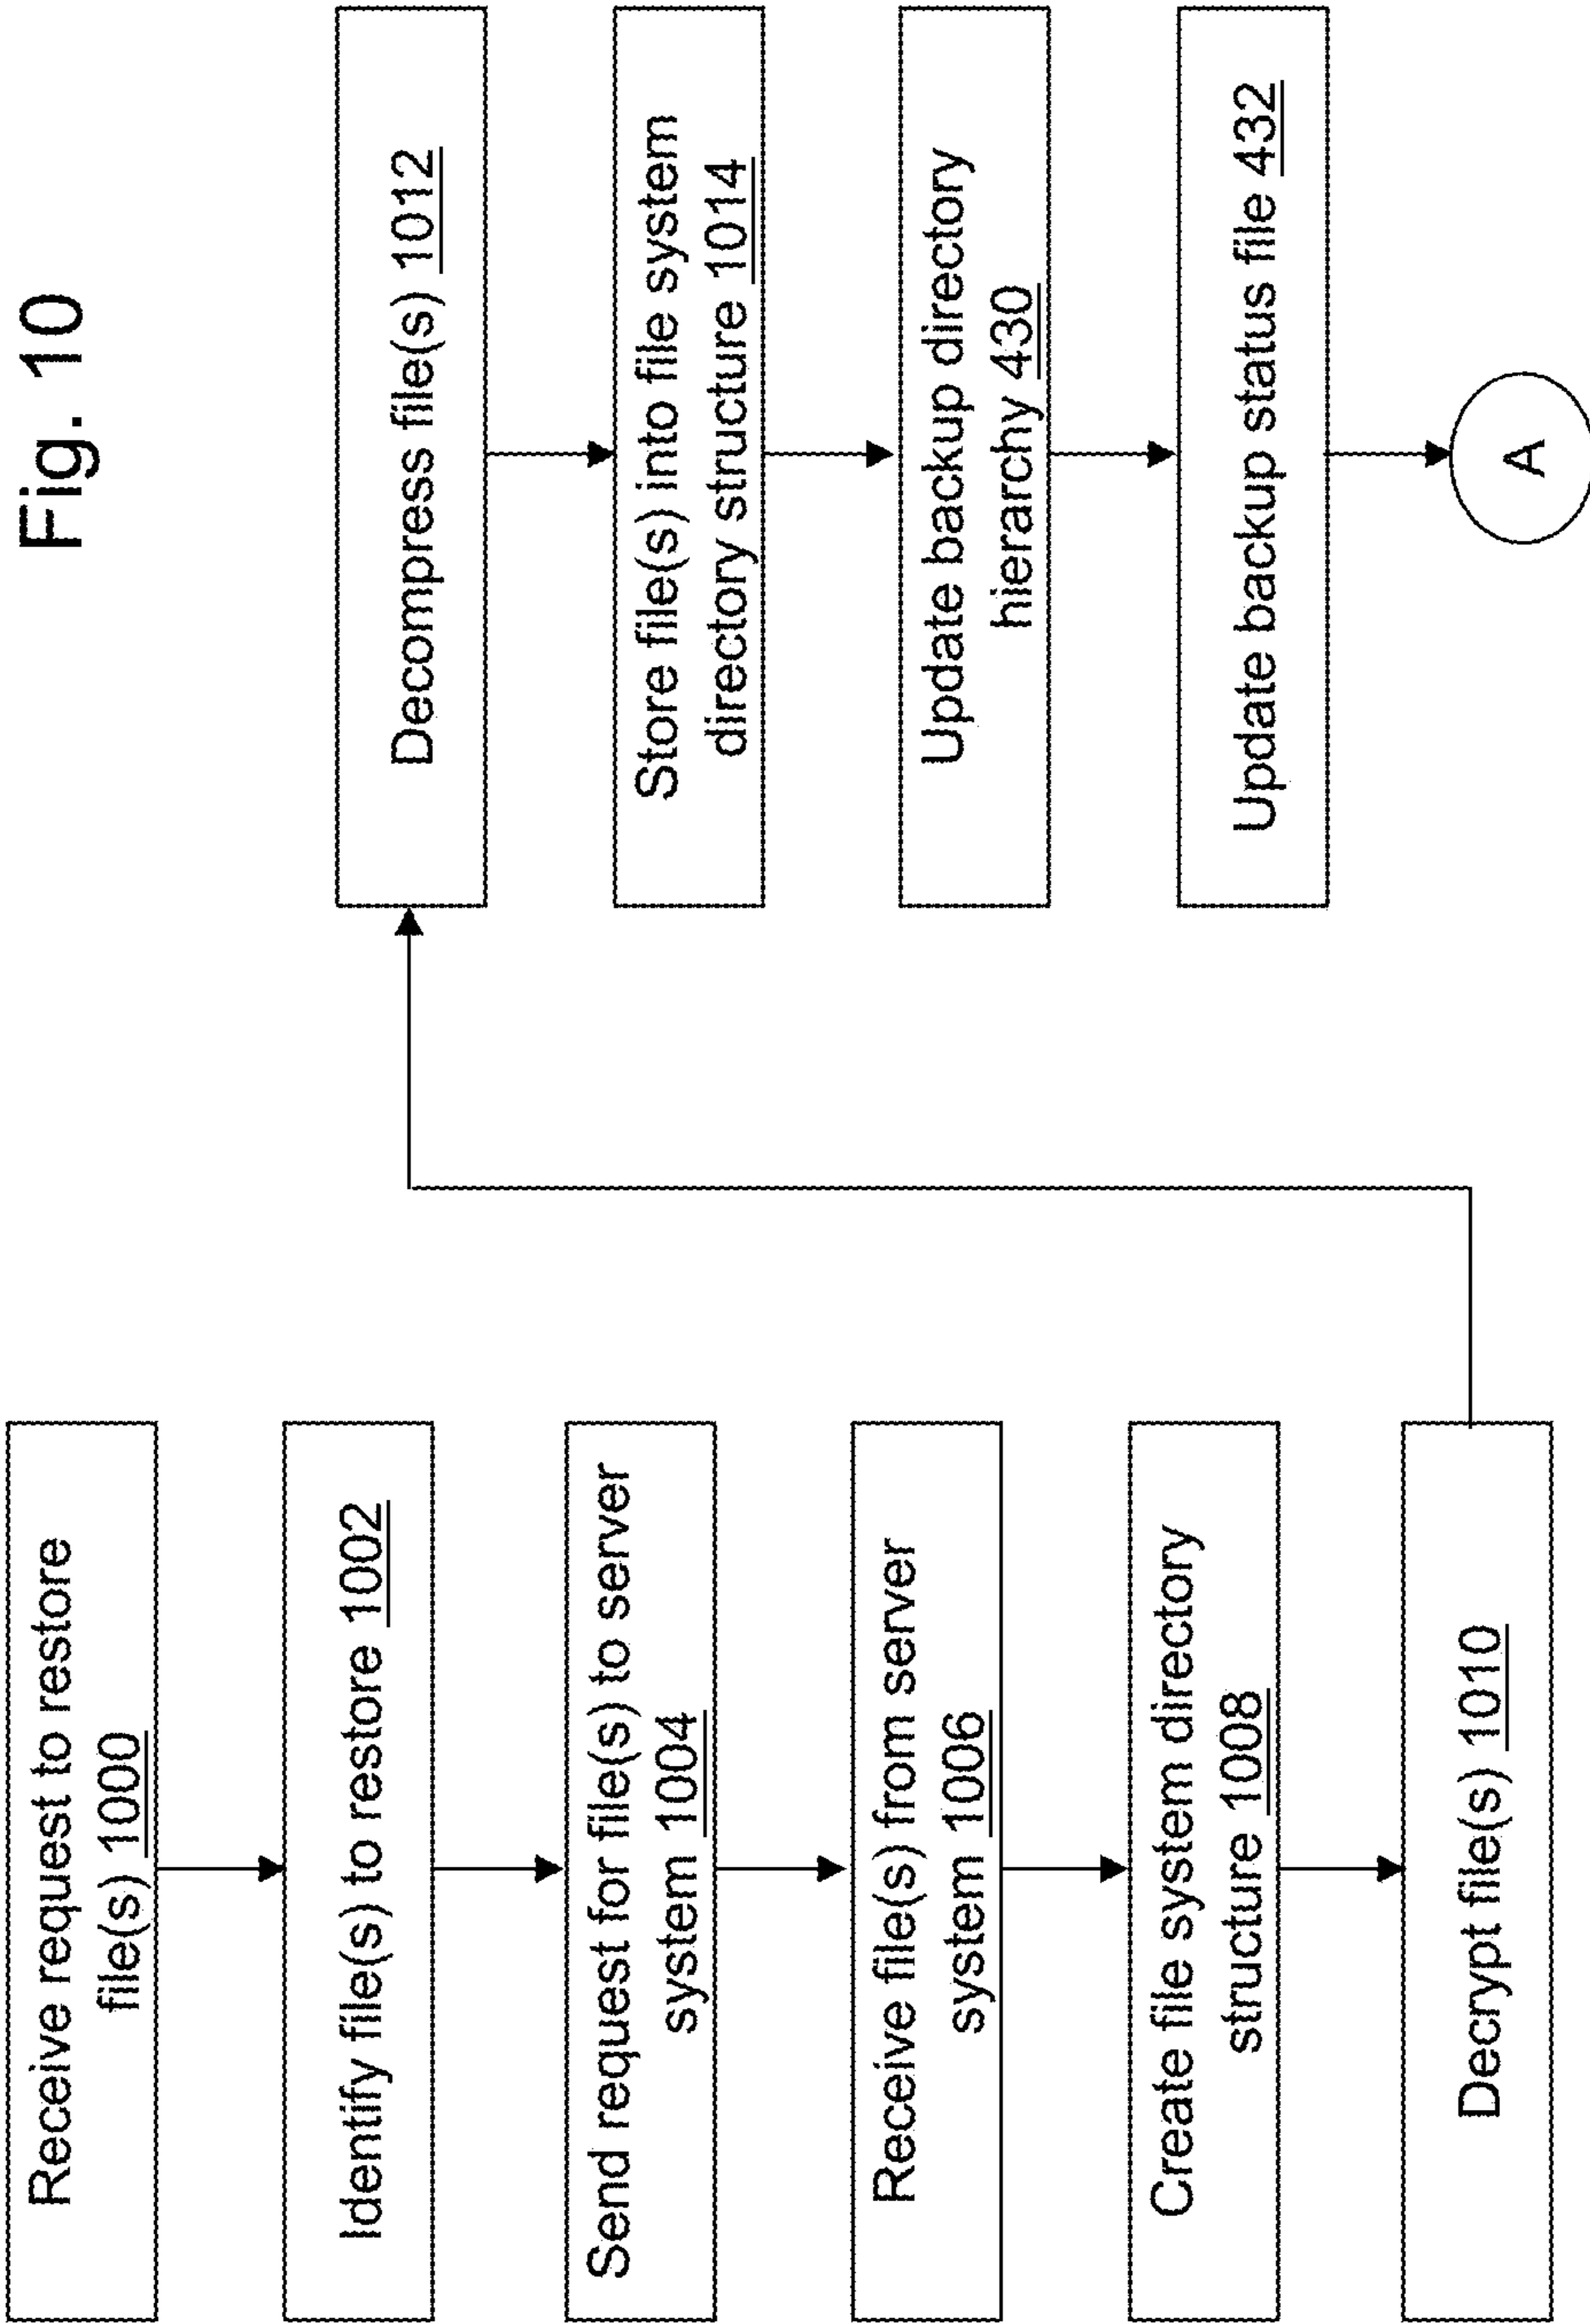 Fig. 10
Receive request to restore
file(s) 1000
Identify file(s) to restore 1002
Send request for file(s) to server
system 1004
Receive file(s) from server
system 1006
Create file system directory
structure 1008
Decrypt file(s) 1010
Decompress file(s) 1012
Store file(s) into file system
directory structure 1014
Update backup directory
hierarchy 430
Update backup status file 432
A